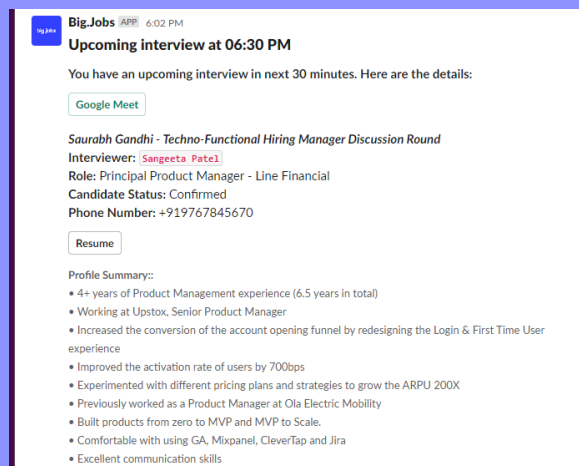 big.jobs
Big.Jobs APP 6:02 PM
Upcoming interview at 06:30 PM
You have an upcoming interview in next 30 minutes. Here are the details:
Google Meet
Saurabh Gandhi - Techno-Functional Hiring Manager Discussion Round
Interviewer: Sangeeta Patel
Role: Principal Product Manager - Line Financial
Candidate Status: Confirmed
Phone Number: +919767845670
Resume
Profile Summary::
• 4+ years of Product Management experience (6.5 years in total)
• Working at Upstox, Senior Product Manager
• Increased the conversion of the account opening funnel by redesigning the Login & First Time User
experience
• Improved the activation rate of users by 700bps
• Experimented with different pricing plans and strategies to grow the ARPU 200X
• Previously worked as a Product Manager at Ola Electric Mobility
• Built products from zero to MVP and MVP to Scale.
• Comfortable with using GA, Mixpanel, CleverTap and Jira
• Excellent communication skills